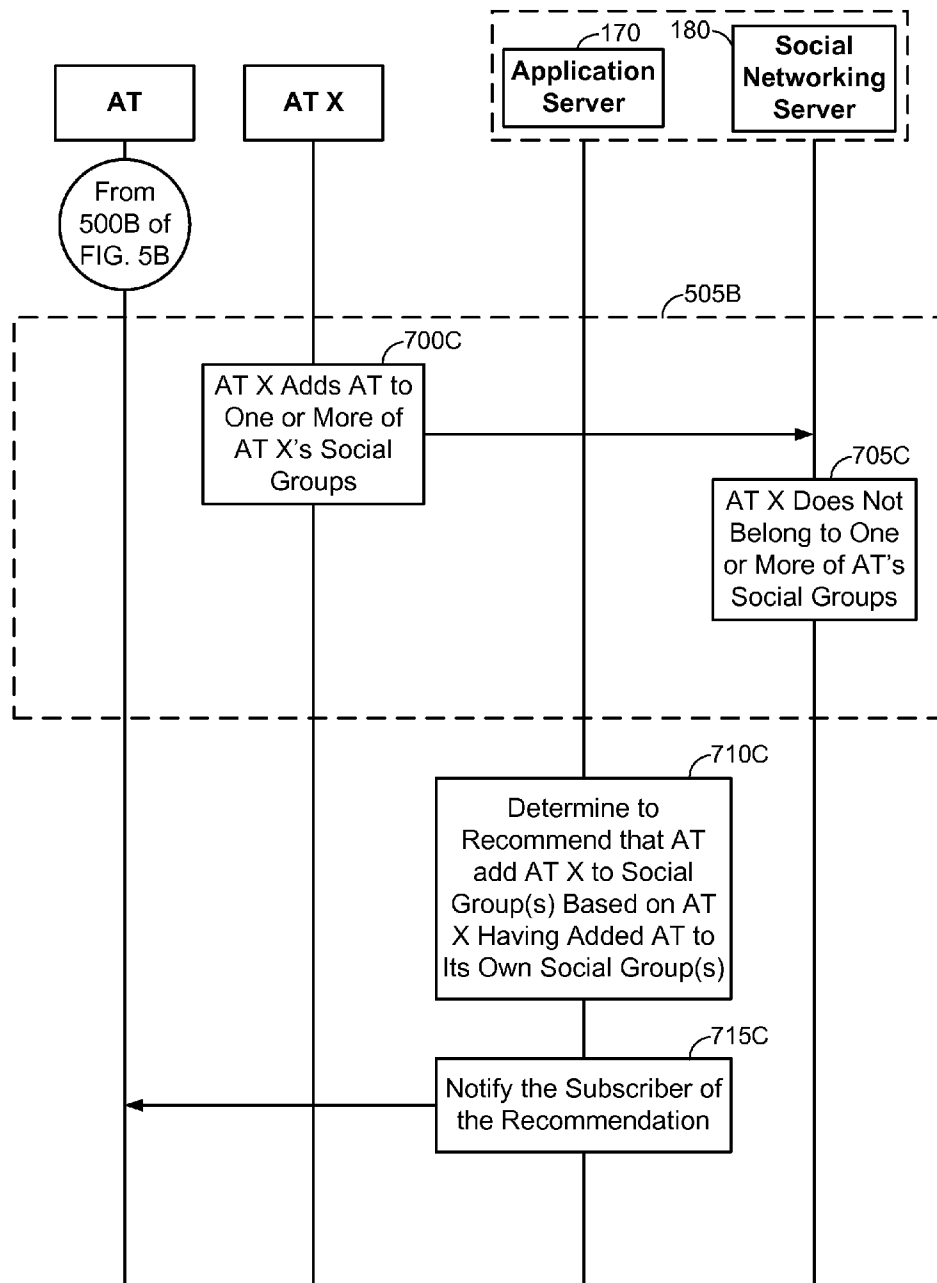 170
180
AT
AT X
Application
Server
Social
Networking
Server
From
500B of
FIG. 5B
505B
700C
AT X Adds AT to
One or More of
AT X's Social
Groups
705C
AT X Does Not
Belong to One
or More of AT's
Social Groups
710C
Determine to
Recommend that AT
add AT X to Social
Group(s) Based on AT
X Having Added AT to
Its Own Social Group(s)
715C
Notify the Subscriber of
the Recommendation